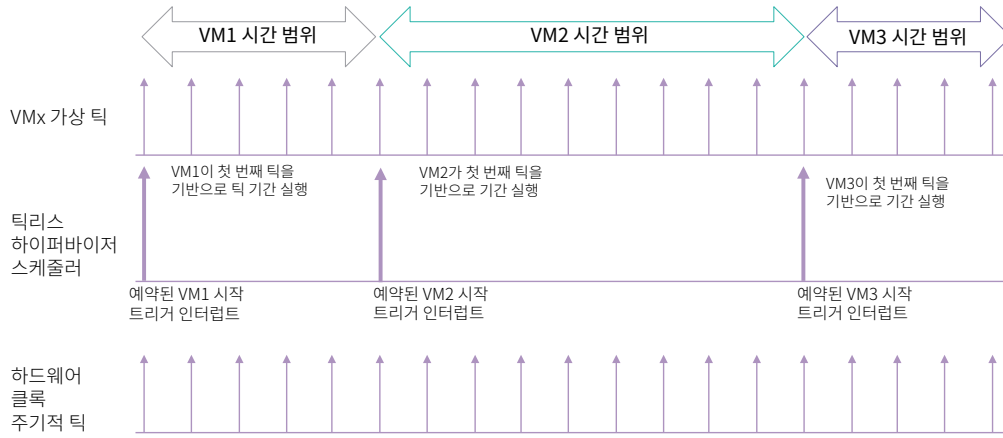 VM1 시간 범위
VM2 시간 범위
VM3 시간 범위
VMx 가상 틱
VM1이 첫 번째 틱을
기반으로 틱 기간 실행
VM2가 첫 번째 틱을
기반으로 기간 실행
VM3이 첫 번째 틱을
기반으로 기간 실행
틱리스
하이퍼바이저
스케줄러
예약된 VM1 시작
트리거 인터럽트
예약된 VM2 시작
트리거 인터럽트
예약된 VM3 시작
트리거 인터럽트
하드웨어
클록
주기적 틱